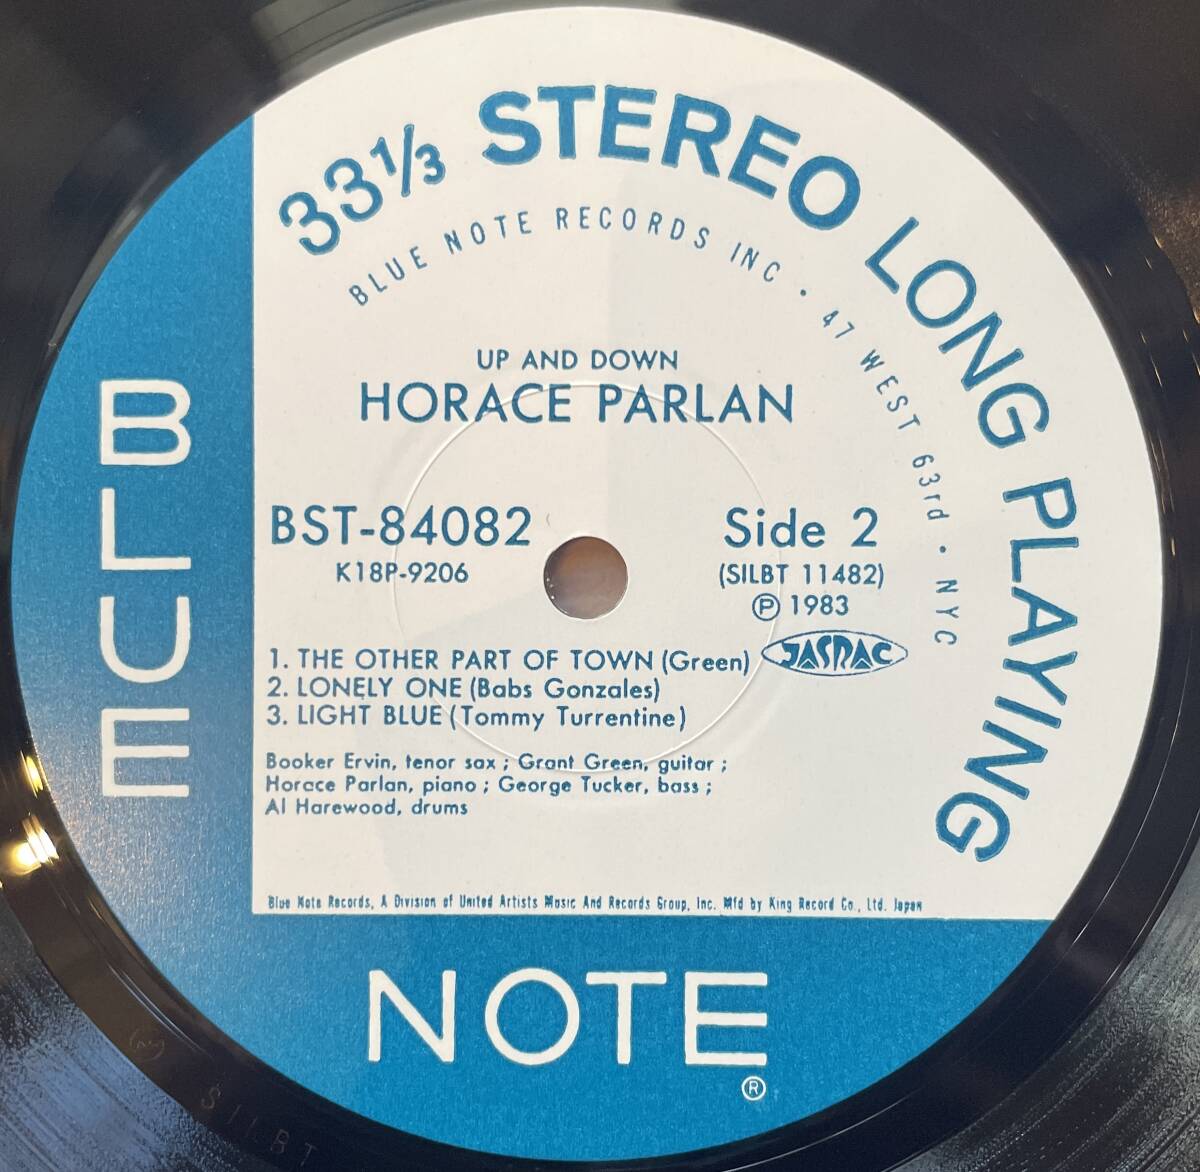 33⅓ STEREO LONG PLAYING
BLUE NOTE RECORDS INC · 47 WEST 63rd · NYC
UP AND DOWN
HORACE PARLAN
BST-84082
K18P-9206
Side 2
(SILBT 11482)
Ⓟ 1983
JASRAC
1. THE OTHER PART OF TOWN (Green)
2. LONELY ONE (Babs Gonzales)
3. LIGHT BLUE (Tommy Turrentine)
Booker Ervin, tenor sax ; Grant Green, guitar ;
Horace Parlan, piano ; George Tucker, bass ;
Al Harewood, drums
Blue Note Records, A Division of United Artists Music And Records Group, Inc. Mfd by King Record Co., Ltd. Japan
BLUE
NOTE
®
SILBT